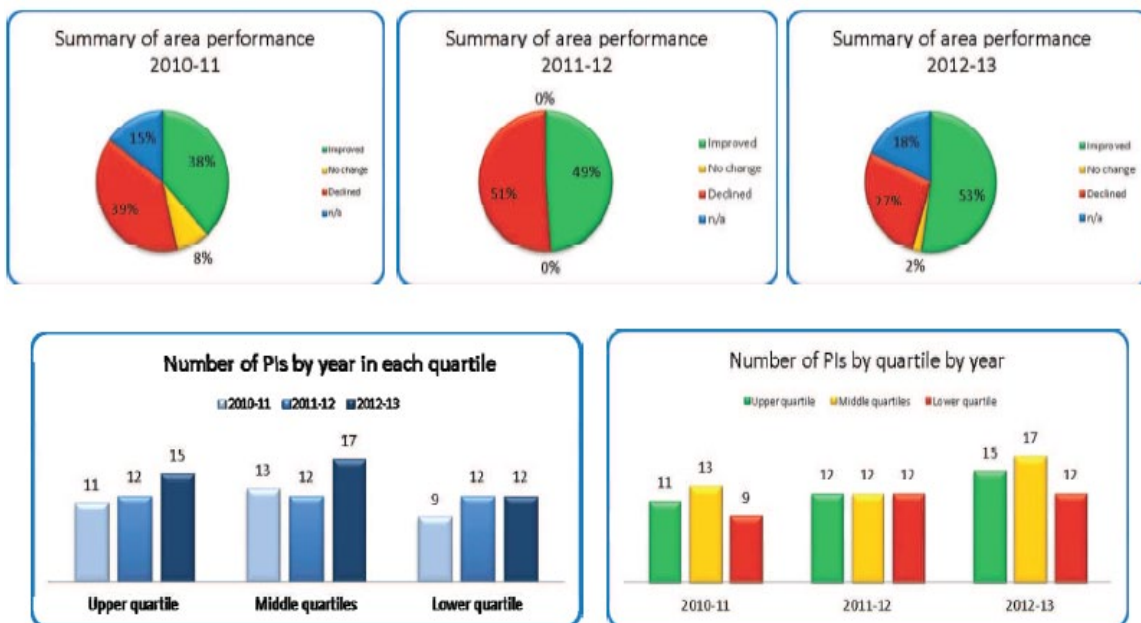 Summary of area performance
2010-11
15%
38%
39%
8%
Improved
No change
Declined
n/a
Summary of area performance
2011-12
0%
51%
49%
0%
Improved
No change
Declined
n/a
Summary of area performance
2012-13
18%
27%
53%
2%
Improved
No change
Declined
n/a
Number of PIs by year in each quartile
2010-11 2011-12 2012-13
11 12 15 13 12 17 9 12 12
Upper quartile Middle quartiles Lower quartile
Number of PIs by quartile by year
Upper quartile Middle quartiles Lower quartile
11 13 9 12 12 12 15 17 12
2010-11 2011-12 2012-13